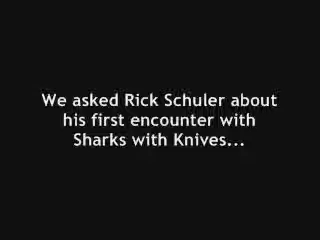 We asked Rick Schuler about
his first encounter with
Sharks with Knives...